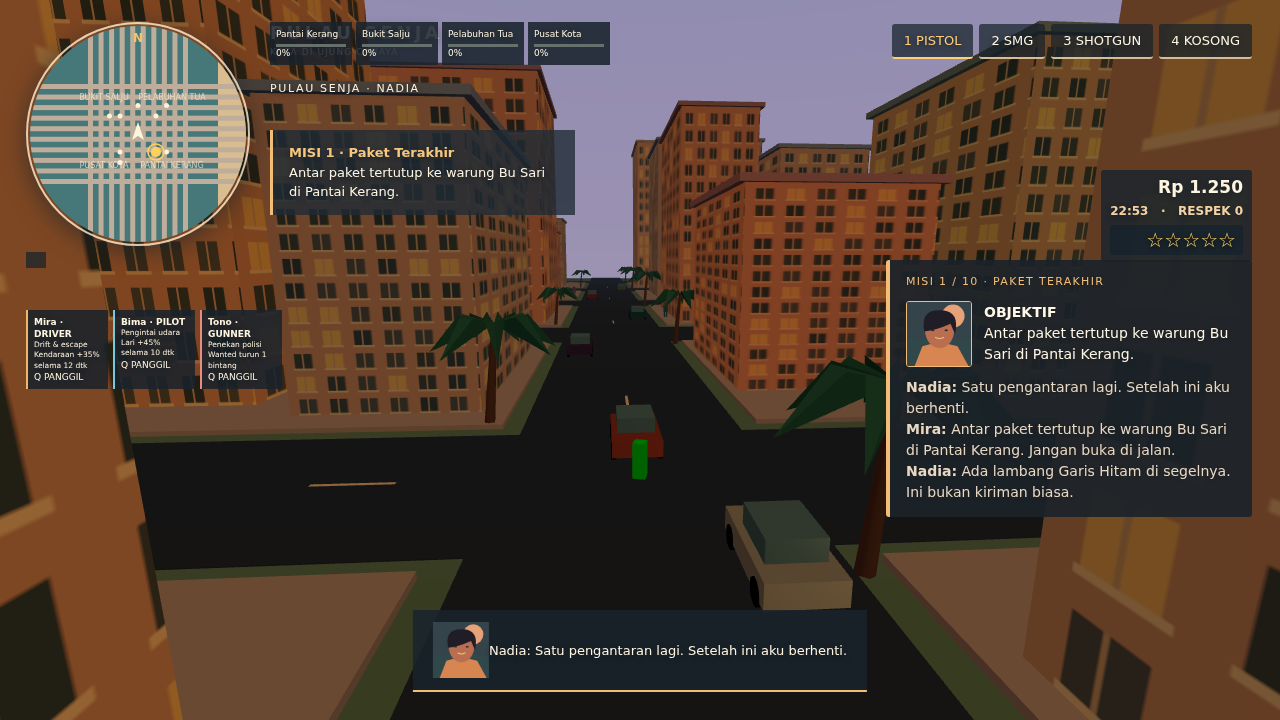 N
BUKIT SALJU
PELABUHAN TUA
PUSAT KOTA
PANTAI KERANG
Pantai Kerang
0%
Bukit Salju
0%
Pelabuhan Tua
0%
Pusat Kota
0%
PULAU SENJA · NADIA
MISI 1 · Paket Terakhir
Antar paket tertutup ke warung Bu Sari
di Pantai Kerang.
1 PISTOL
2 SMG
3 SHOTGUN
4 KOSONG
Rp 1.250
22:53 · RESPEK 0
☆☆☆☆☆
MISI 1 / 10 · PAKET TERAKHIR
OBJEKTIF
Antar paket tertutup ke warung Bu
Sari di Pantai Kerang.
Nadia: Satu pengantaran lagi. Setelah ini aku
berhenti.
Mira: Antar paket tertutup ke warung Bu Sari
di Pantai Kerang. Jangan buka di jalan.
Nadia: Ada lambang Garis Hitam di segelnya.
Ini bukan kiriman biasa.
Mira ·
DRIVER
Drift & escape
Kendaraan +35%
selama 12 dtk
Q PANGGIL
Bima · PILOT
Pengintai udara
Lari +45%
selama 10 dtk
Q PANGGIL
Tono ·
GUNNER
Penekan polisi
Wanted turun 1
bintang
Q PANGGIL
Nadia: Satu pengantaran lagi. Setelah ini aku berhenti.